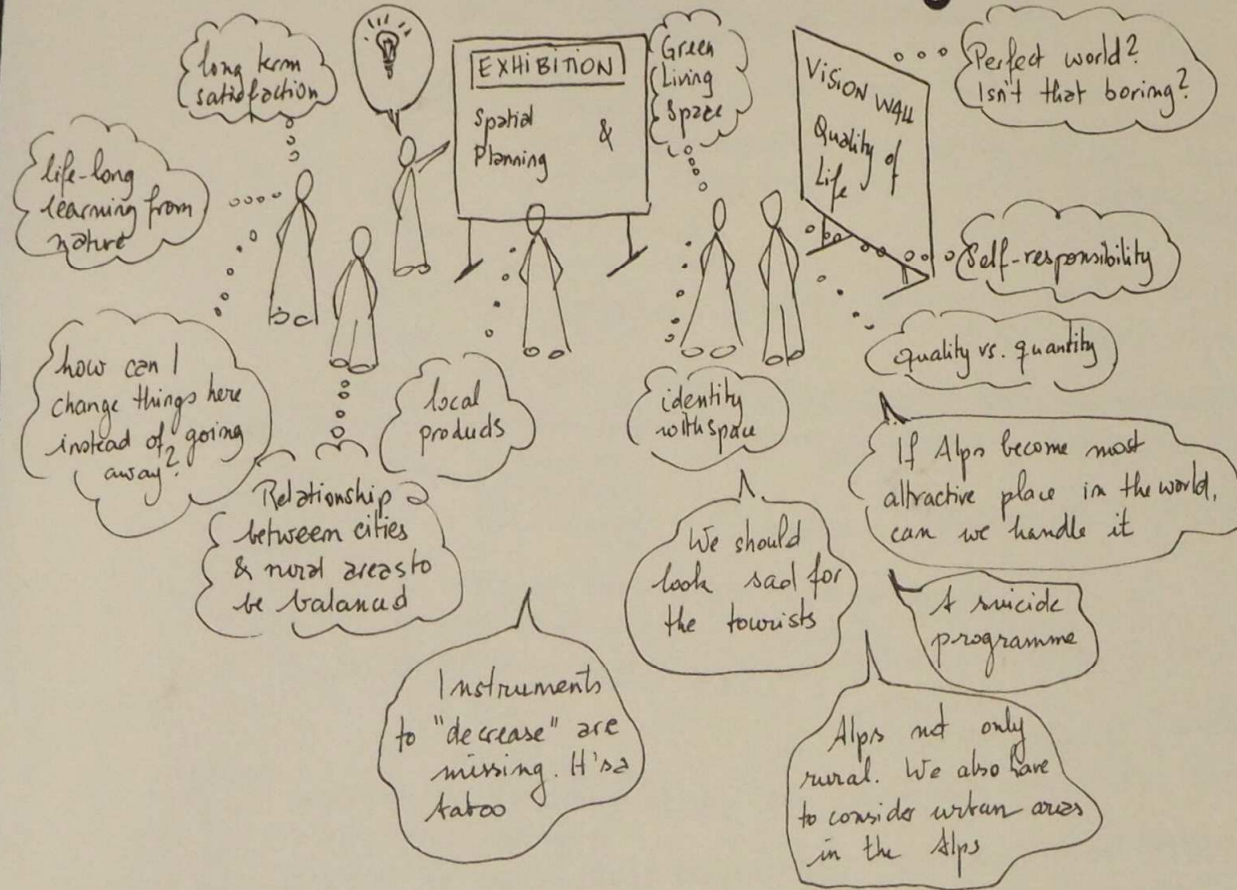 long term
satisfaction
EXHIBITION
Spatial &
Planning
Green
Living
Space
VISION WALL
Quality of
Life
Perfect world?
Isn't that boring?
life-long
learning from
nature
Self-responsibility
quality vs. quantity
how can I
change things here
instead of going
away?
local
products
identity
with space
If Alps become most
attractive place in the world,
can we handle it
Relationship
between cities
& rural areas to
be balanced
We should
look sad for
the tourists
A suicide
programme
Instruments
to "decrease" are
missing. It's a
taboo
Alps not only
rural. We also have
to consider urban areas
in the Alps